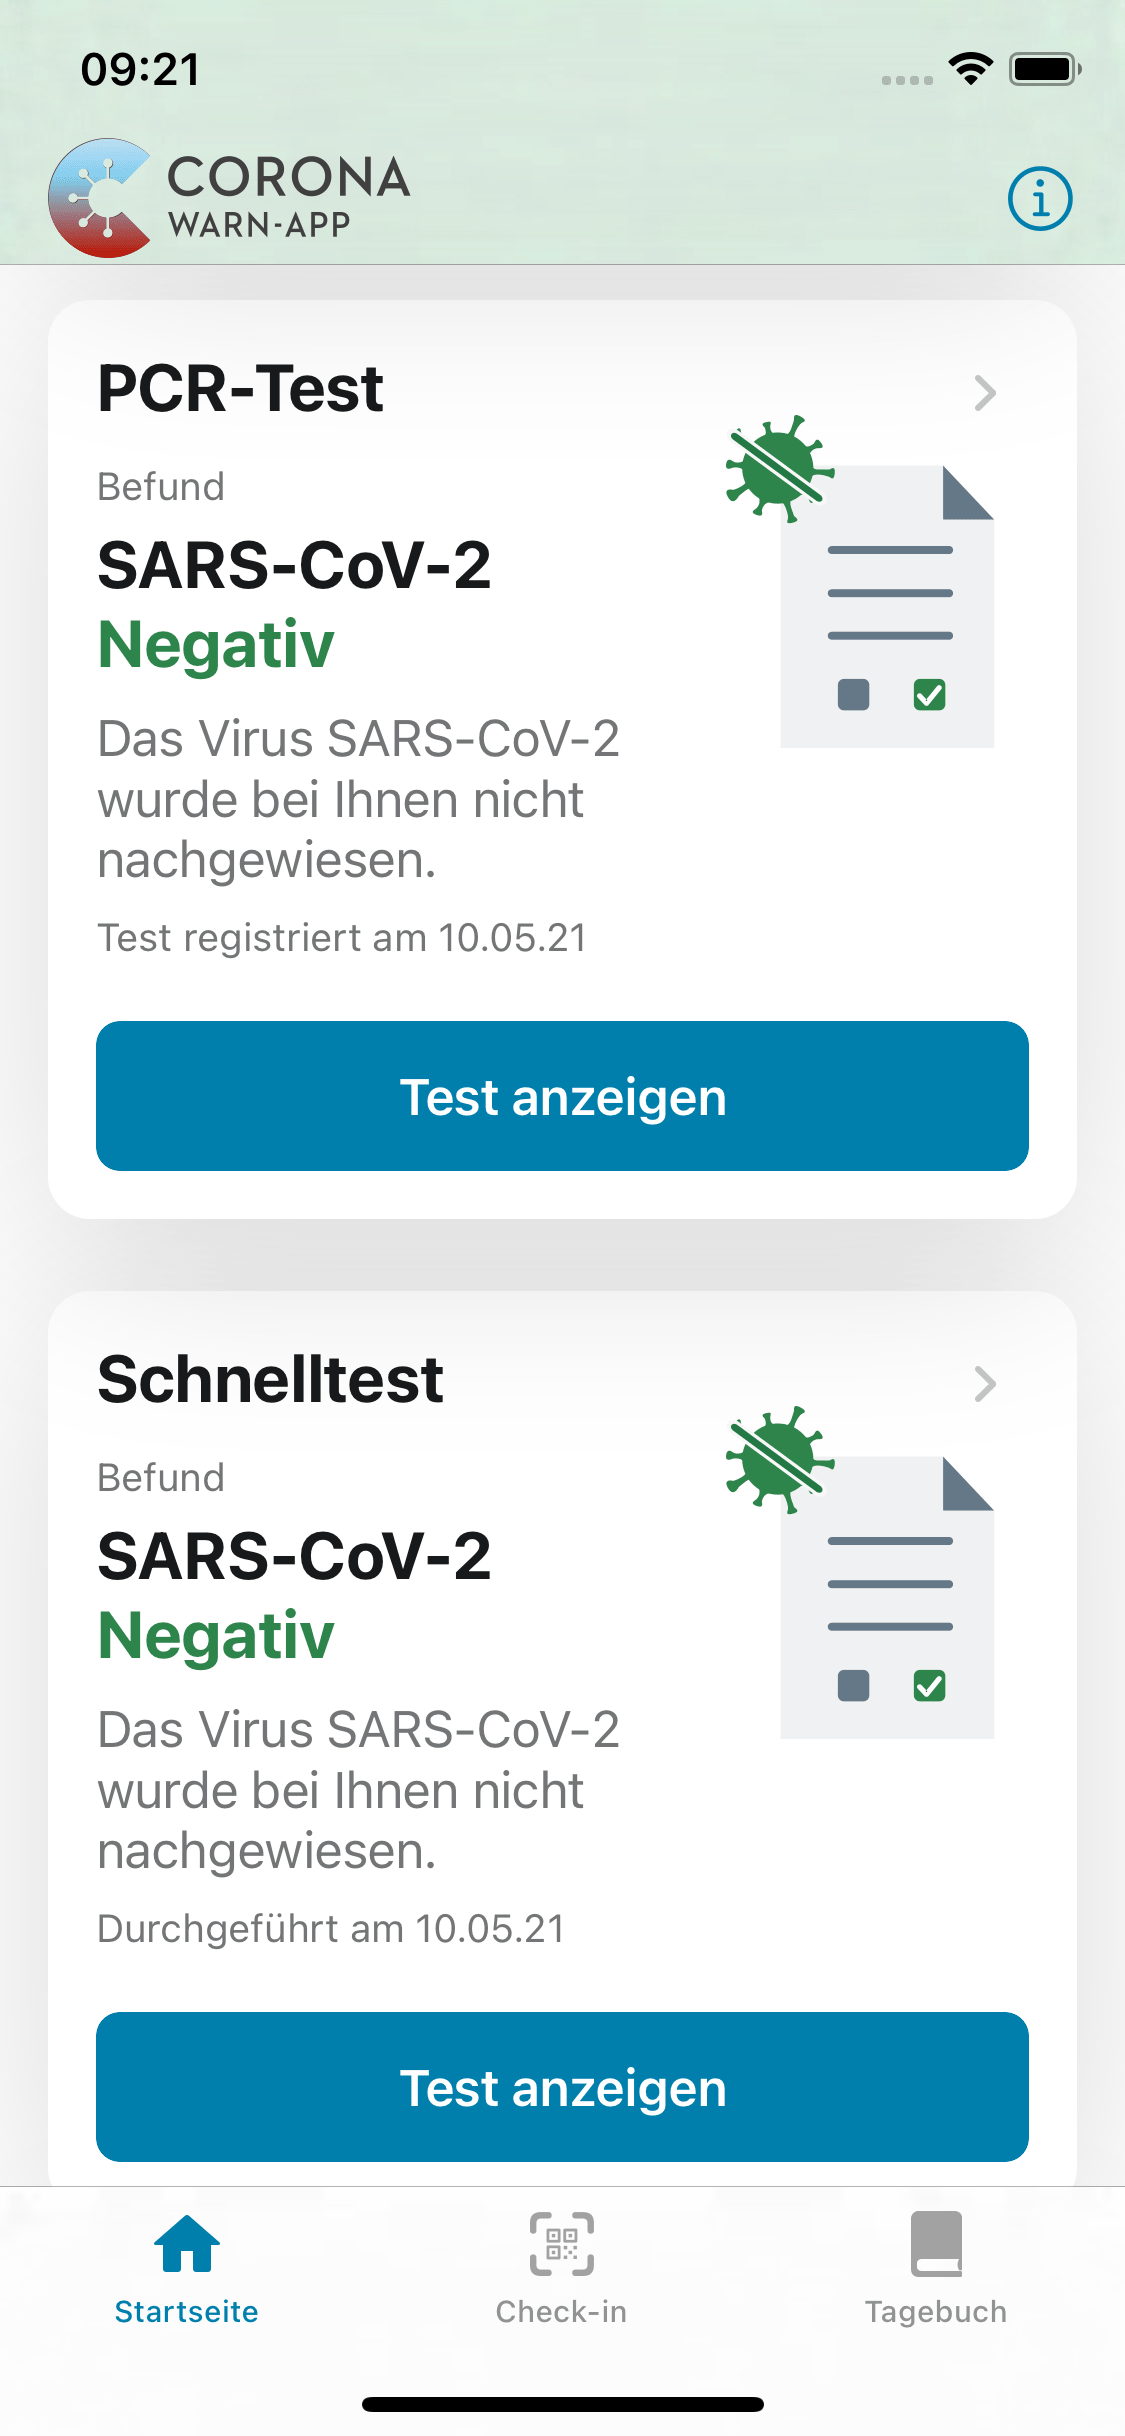 09:21
CORONA
WARN-APP
PCR-Test
Befund
SARS-CoV-2
Negativ
Das Virus SARS-CoV-2
wurde bei Ihnen nicht
nachgewiesen.
Test registriert am 10.05.21
Test anzeigen
Schnelltest
Befund
SARS-CoV-2
Negativ
Das Virus SARS-CoV-2
wurde bei Ihnen nicht
nachgewiesen.
Durchgeführt am 10.05.21
Test anzeigen
Startseite
Check-in
Tagebuch